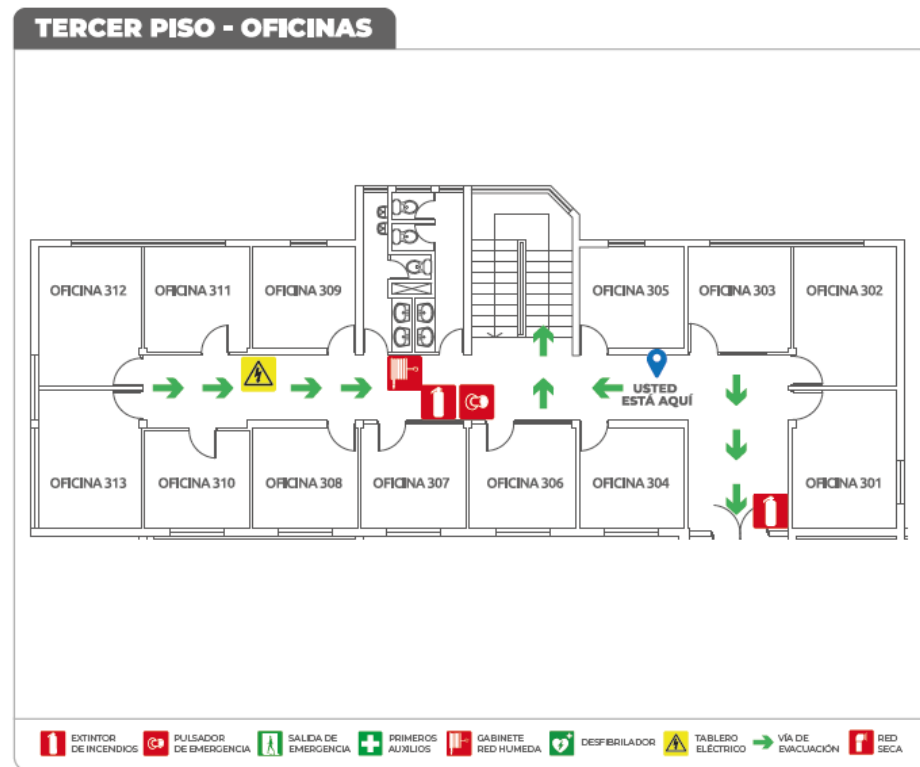 TERCER PISO - OFICINAS
OFICINA 312
OFICINA 311
OFICINA 309
OFICINA 305
OFICINA 303
OFICINA 302
USTED
ESTÁ AQUÍ
OFICINA 313
OFICINA 310
OFICINA 308
OFICINA 307
OFICINA 306
OFICINA 304
OFICINA 301
EXTINTOR
DE INCENDIOS
PULSADOR
DE EMERGENCIA
SALIDA DE
EMERGENCIA
PRIMEROS
AUXILIOS
GABINETE
RED HUMEDA
DESFIBRILADOR
TABLERO
ELÉCTRICO
VÍA DE
EVACUACIÓN
RED
SECA